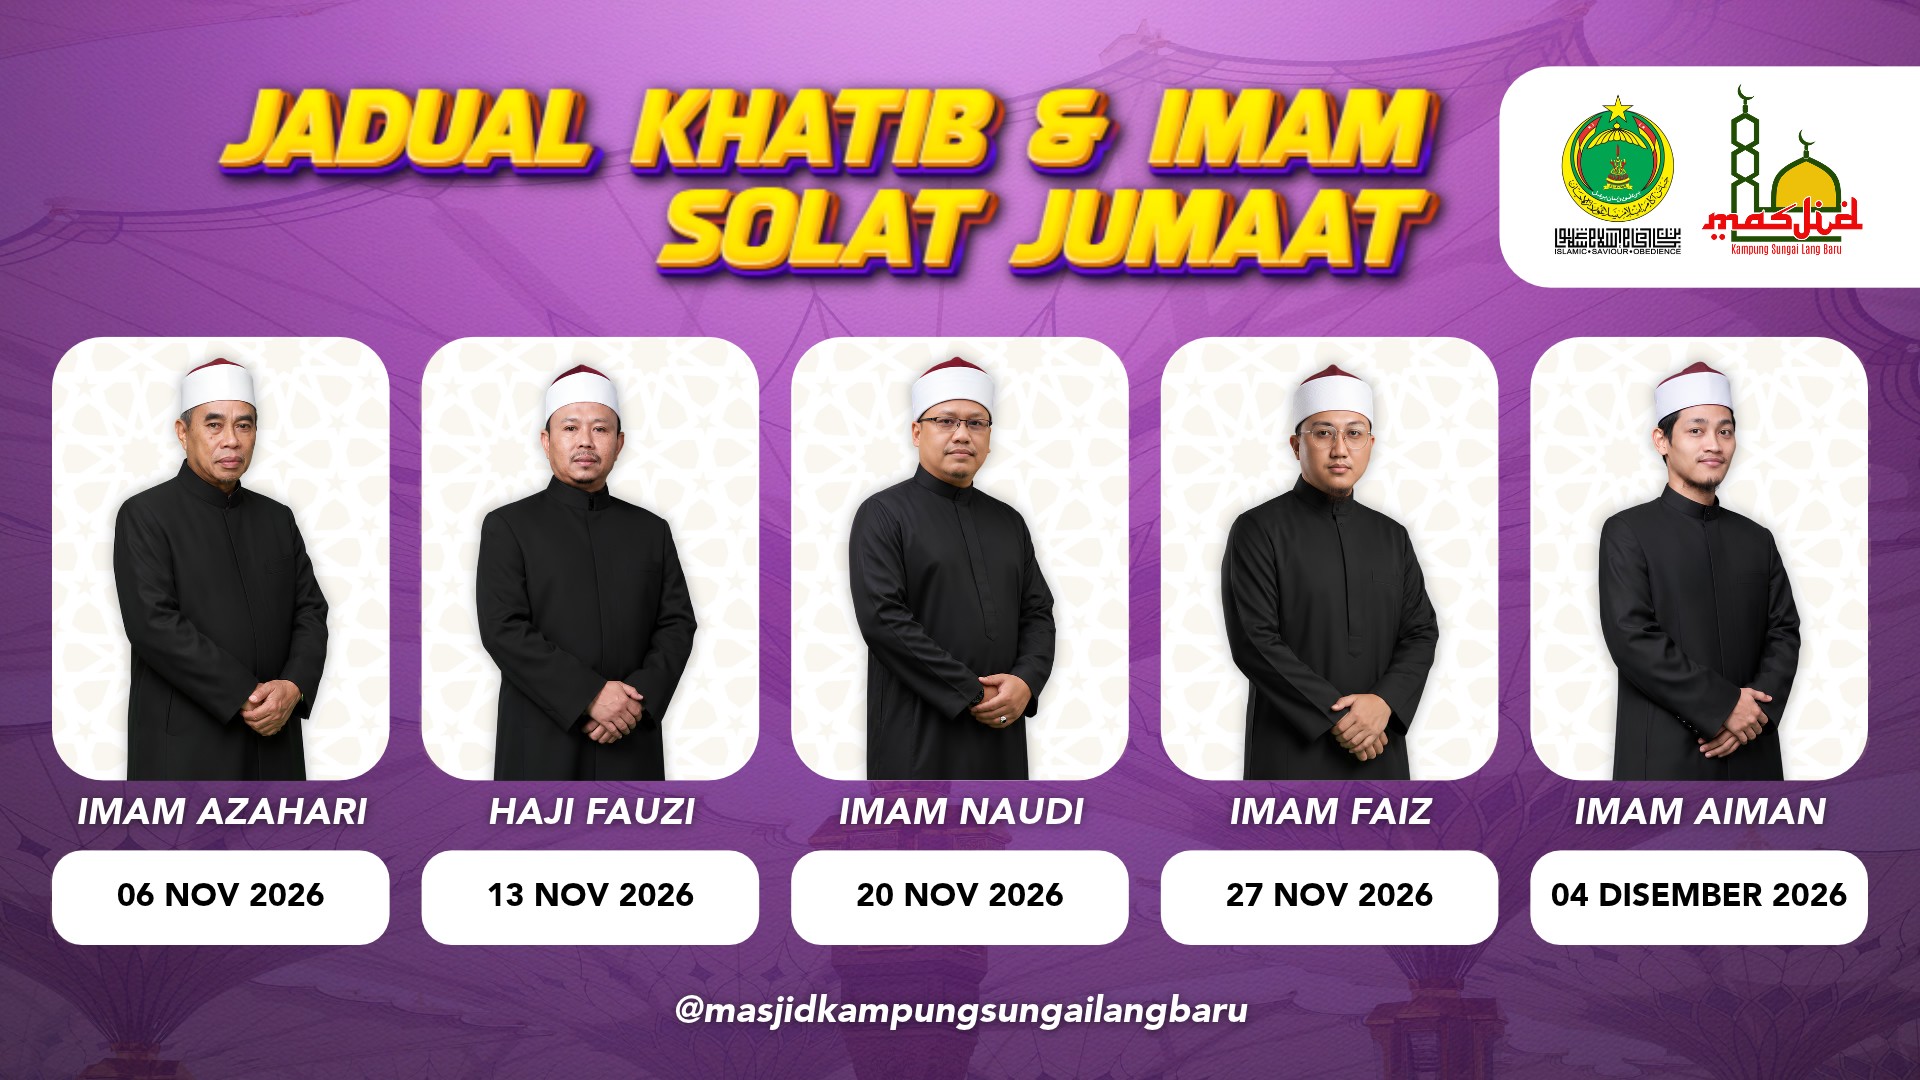 JADUAL KHATIB & IMAM
SOLAT JUMAAT
ISLAMIC • SAVIOUR • OBEDIENCE
masjid
Kampung Sungai Lang Baru
IMAM AZAHARI
HAJI FAUZI
IMAM NAUDI
IMAM FAIZ
IMAM AIMAN
06 NOV 2026
13 NOV 2026
20 NOV 2026
27 NOV 2026
04 DISEMBER 2026
@masjidkampungsungailangbaru